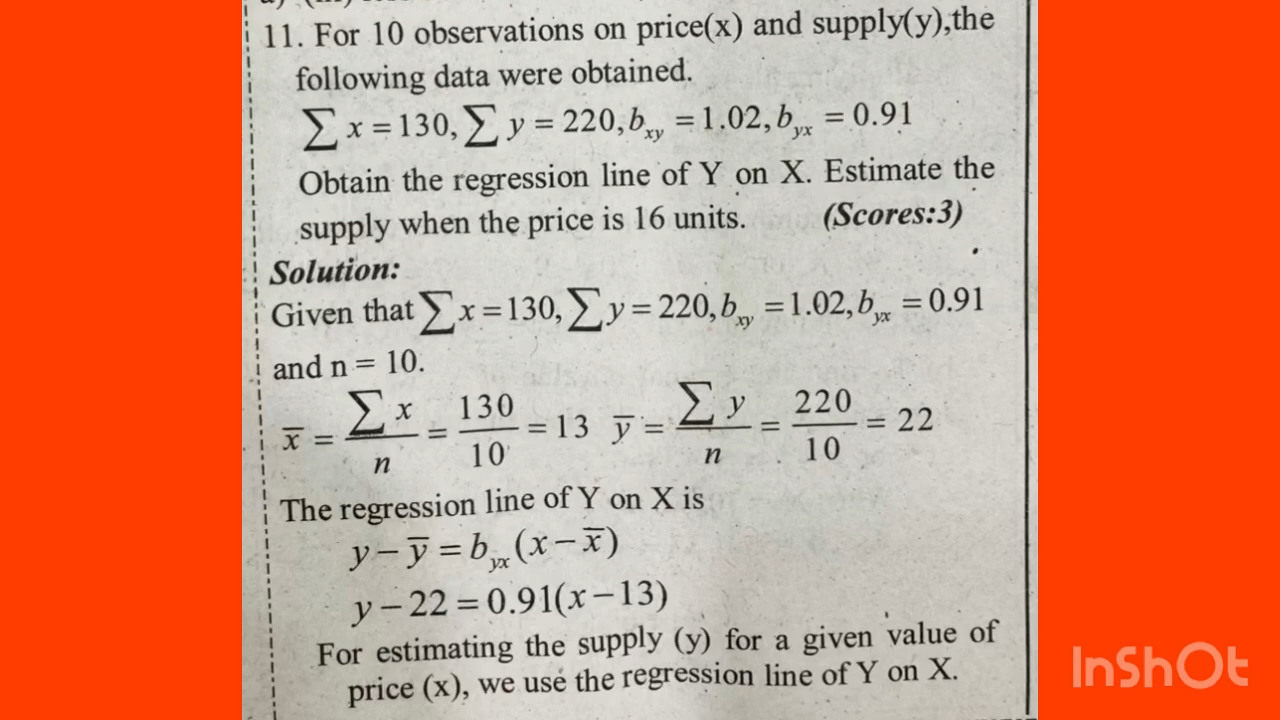 11. For 10 observations on price(x) and supply(y),the
following data were obtained.
∑x = 130, ∑y = 220, b_xy = 1.02, b_yx = 0.91
Obtain the regression line of Y on X. Estimate the
supply when the price is 16 units. (Scores:3)
Solution:
Given that ∑x = 130, ∑y = 220, b_xy = 1.02, b_yx = 0.91
and n = 10.
x̅ = ∑x / n = 130 / 10 = 13 y̅ = ∑y / n = 220 / 10 = 22
The regression line of Y on X is
y − y̅ = b_yx (x − x̅)
y − 22 = 0.91(x − 13)
For estimating the supply (y) for a given value of
price (x), we use the regression line of Y on X.
InShOt